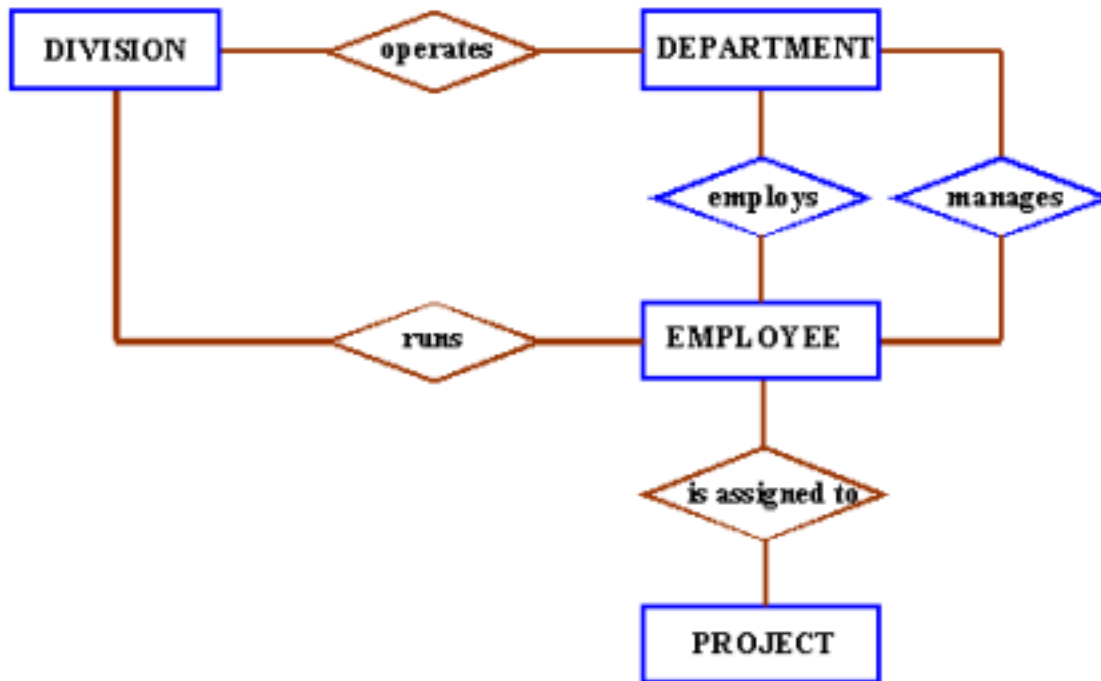 DIVISION
operates
DEPARTMENT
employs
manages
runs
EMPLOYEE
is assigned to
PROJECT